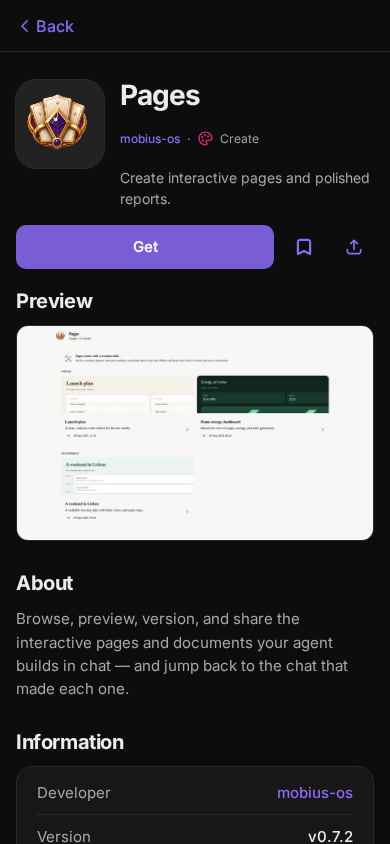 Back
Pages
mobius-os · Create
Create interactive pages and polished
reports.
Get
Preview
Pages
Launch plan
Energy at home
Launch plan
Home energy dashboard
A weekend in Lisbon
A weekend in Lisbon
About
Browse, preview, version, and share the
interactive pages and documents your agent
builds in chat — and jump back to the chat that
made each one.
Information
Developer
mobius-os
Version
v0.7.2